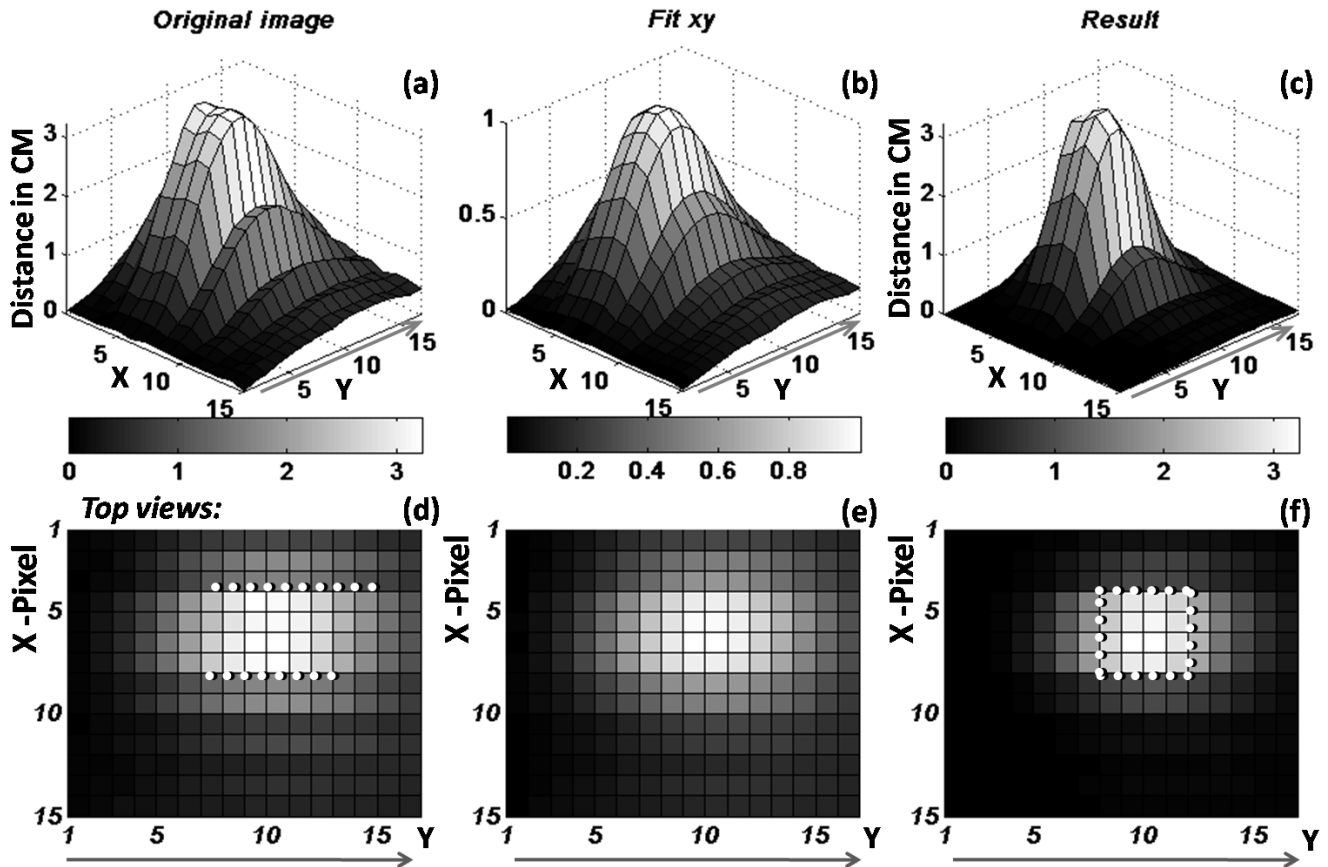 Original image
Fit xy
Result
(a)
(b)
(c)
Distance in CM
3
2
1
0
5
X 10
15
5
Y
10
15
1
0.5
0
5
X 10
15
5
Y
10
15
Distance in CM
3
2
1
0
5
X 10
15
5
Y
10
15
0 1 2 3
0.2 0.4 0.6 0.8
0 1 2 3
Top views:
(d)
(e)
(f)
X -Pixel
1
5
10
15
1 5 10 15 Y
X -Pixel
1
5
10
15
1 5 10 15 Y
X -Pixel
1
5
10
15
1 5 10 15 Y